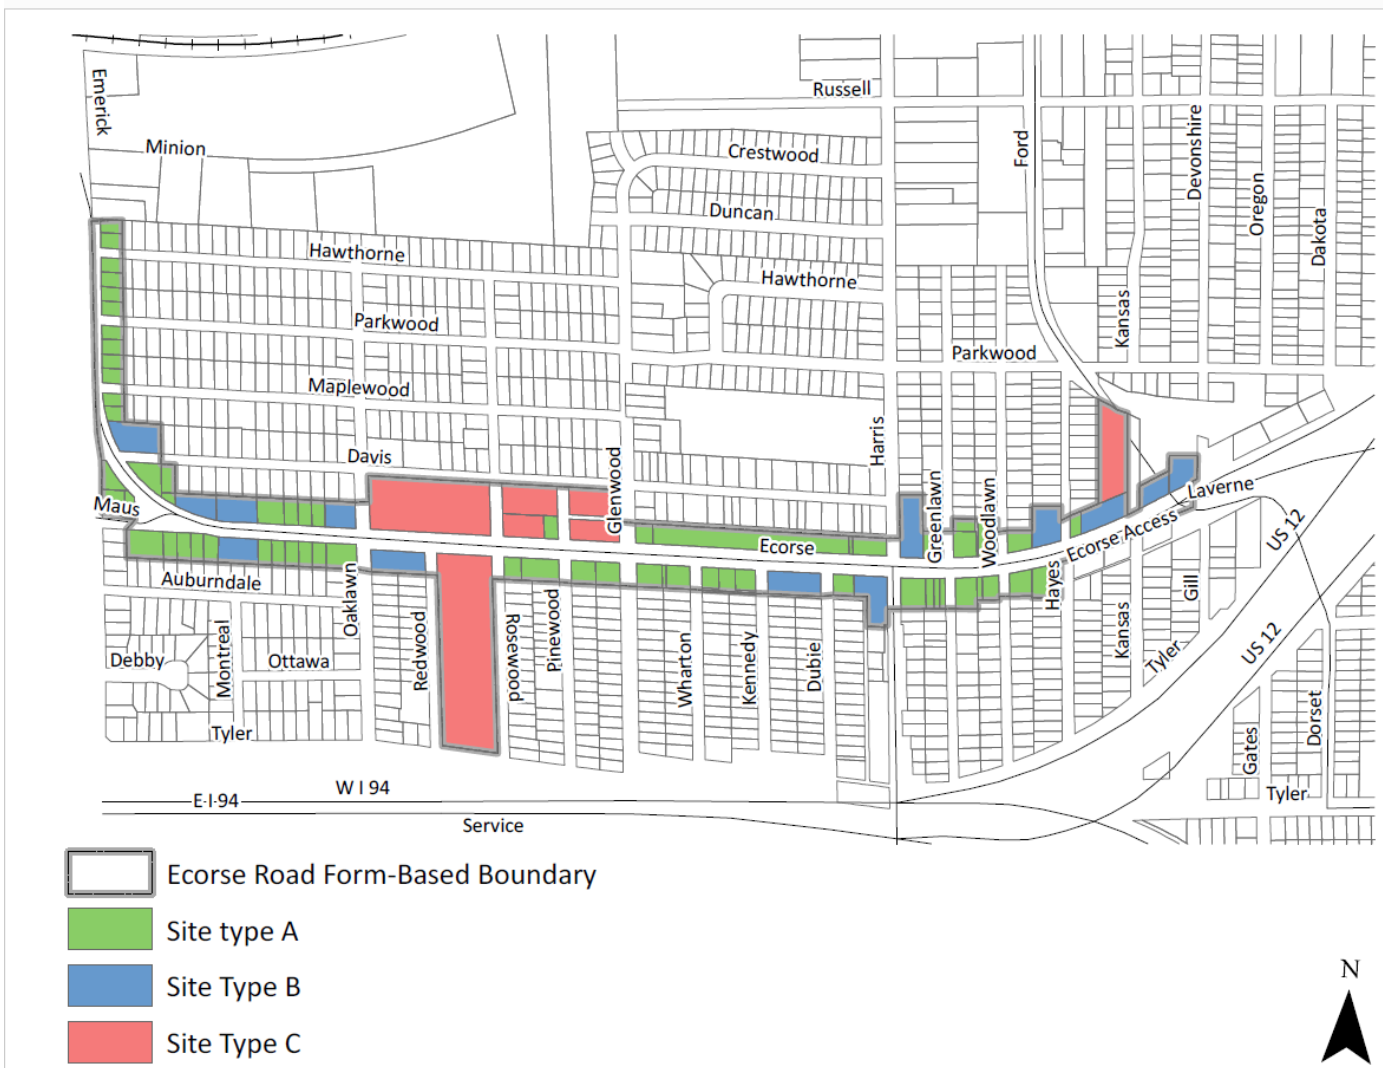 Emerick
Russell
Minion
Crestwood
Ford
Devonshire
Duncan
Oregon
Dakota
Hawthorne
Hawthorne
Kansas
Parkwood
Parkwood
Maplewood
Harris
Davis
Glenwood
Maus
Greenlawn
Woodlawn
Laverne
Ecorse
Ecorse Access
US 12
Auburndale
Oaklawn
Hayes
Gill
Redwood
Rosewood
Pinewood
Wharton
Kennedy
Dubie
Kansas
Tyler
US 12
Debby
Montreal
Ottawa
Tyler
Gates
Dorset
W I 94
E-I-94
Tyler
Service
Ecorse Road Form-Based Boundary
Site type A
Site Type B
Site Type C
N